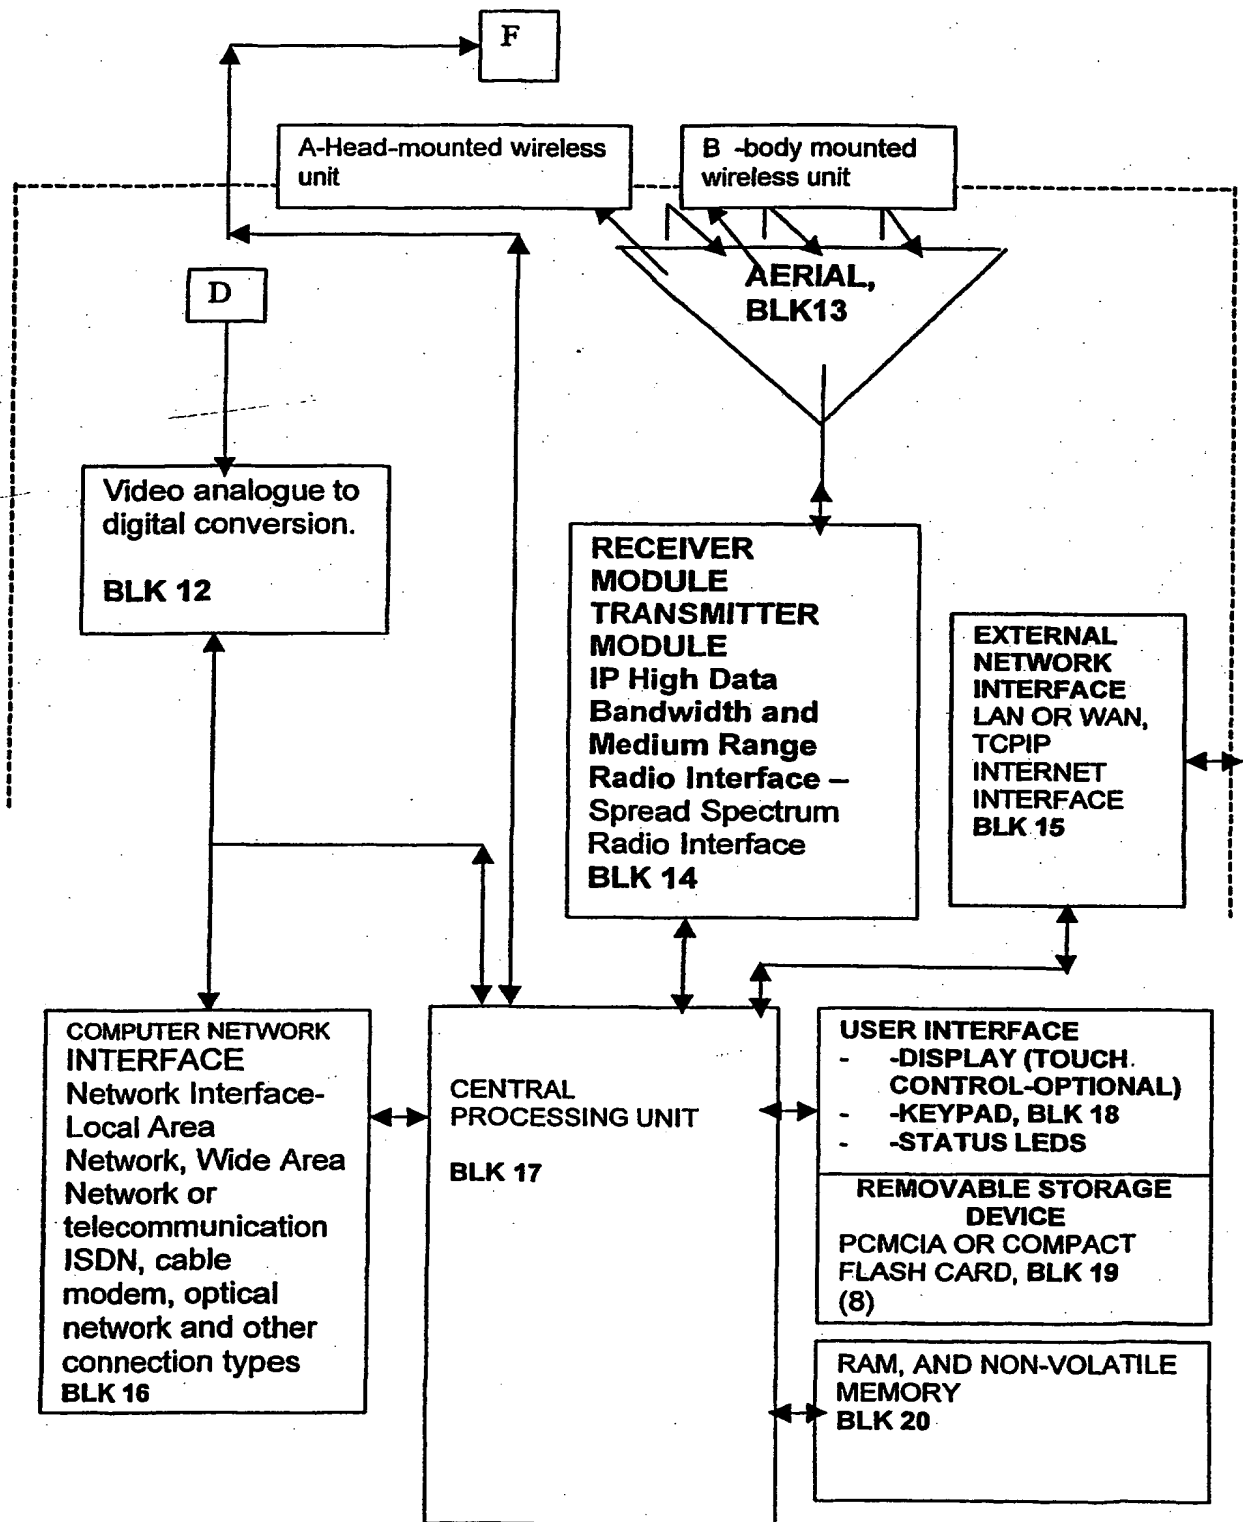 F
A-Head-mounted wireless
unit
B -body mounted
wireless unit
D
AERIAL,
BLK13
Video analogue to
digital conversion.
BLK 12
RECEIVER
MODULE
TRANSMITTER
MODULE
IP High Data
Bandwidth and
Medium Range
Radio Interface –
Spread Spectrum
Radio Interface
BLK 14
EXTERNAL
NETWORK
INTERFACE
LAN OR WAN,
TCPIP
INTERNET
INTERFACE
BLK 15
COMPUTER NETWORK
INTERFACE
Network Interface-
Local Area
Network, Wide Area
Network or
telecommunication
ISDN, cable
modem, optical
network and other
connection types
BLK 16
CENTRAL
PROCESSING UNIT
BLK 17
USER INTERFACE
- -DISPLAY (TOUCH
CONTROL-OPTIONAL)
- -KEYPAD, BLK 18
- -STATUS LEDS
REMOVABLE STORAGE
DEVICE
PCMCIA OR COMPACT
FLASH CARD, BLK 19
(8)
RAM, AND NON-VOLATILE
MEMORY
BLK 20